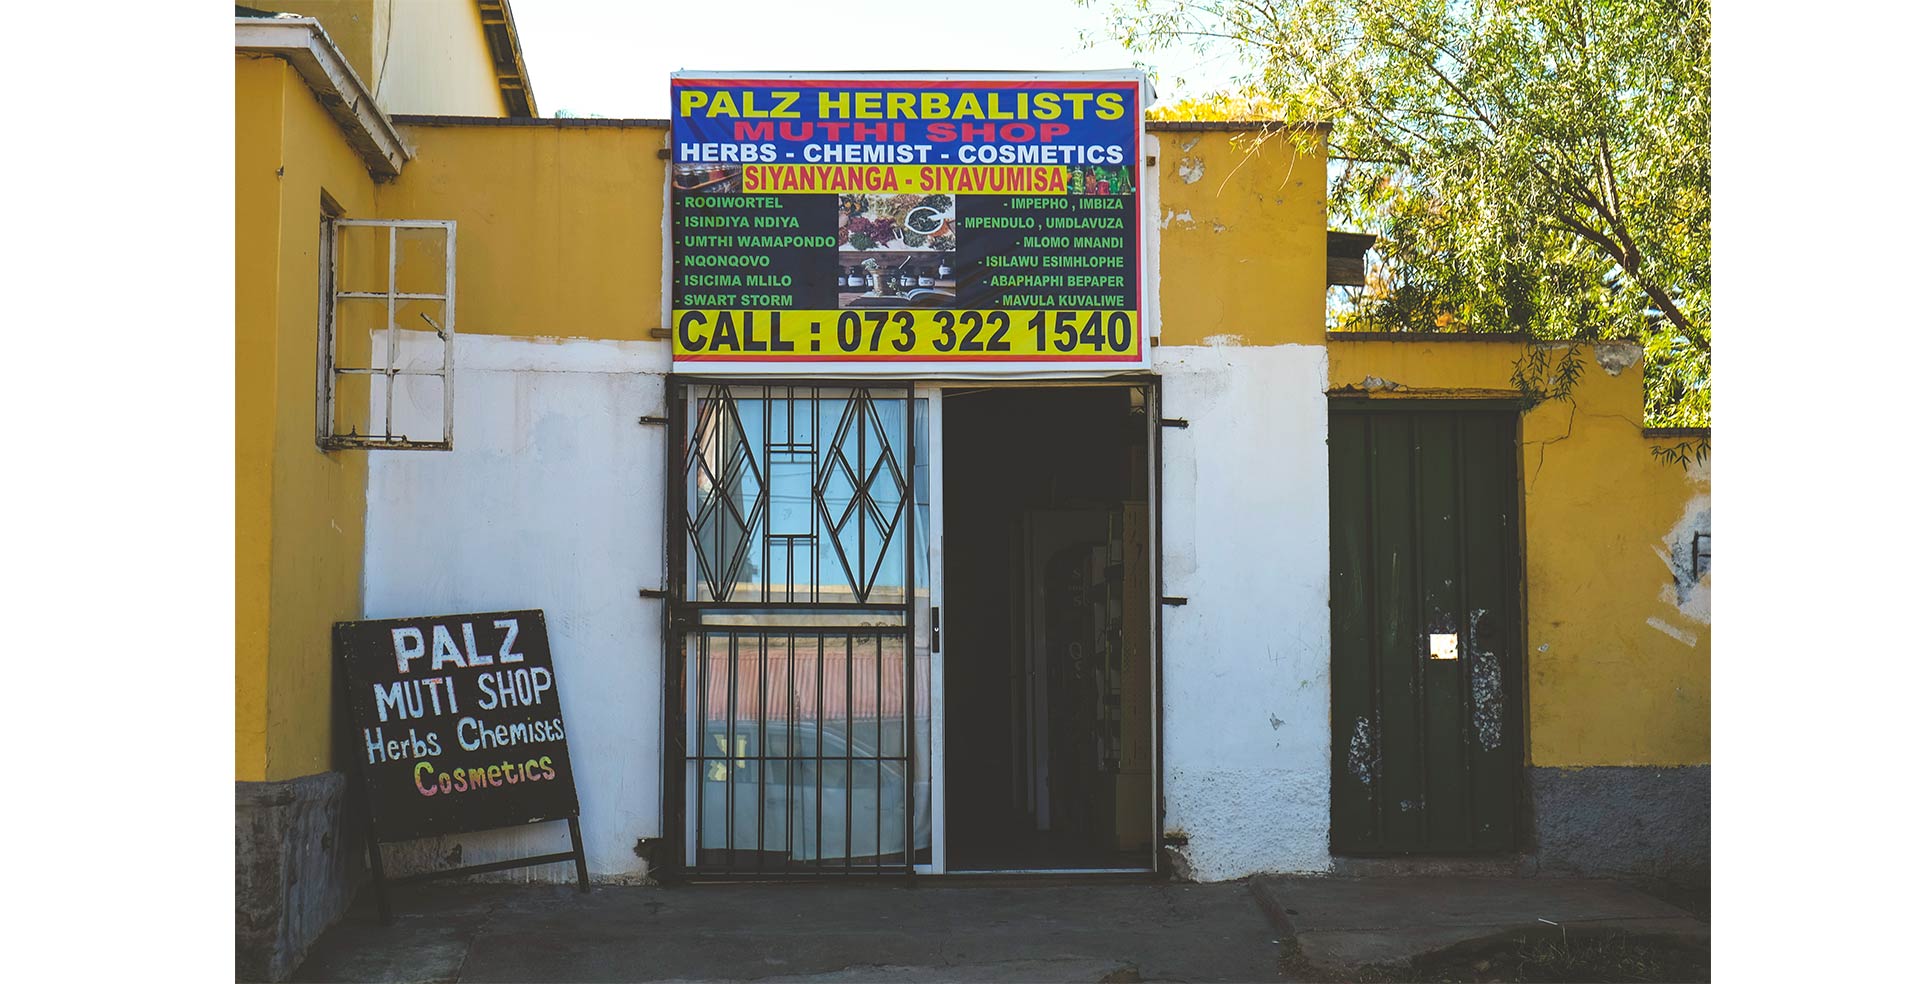 PALZ HERBALISTS
MUTHI SHOP
HERBS - CHEMIST - COSMETICS
SIYANYANGA - SIYAVUMISA
- ROOIWORTEL
- ISINDIYA NDIYA
- UMTHI WAMAPONDO
- NQONQOVO
- ISICIMA MLILO
- SWART STORM
- IMPEPHO , IMBIZA
- MPENDULO , UMDLAVUZA
- MLOMO MNANDI
- ISILAWU ESIMHLOPHE
- ABAPHAPHI BEPAPER
- MAVULA KUVALIWE
CALL : 073 322 1540
PALZ
MUTI SHOP
Herbs Chemists
Cosmetics